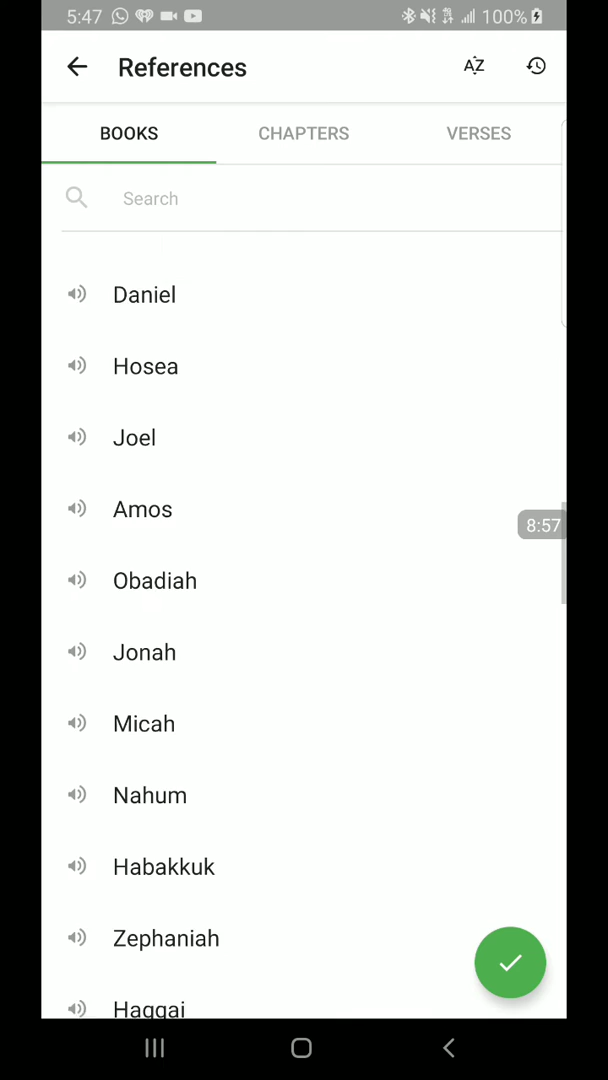 5:47
100%
References
AZ
BOOKS CHAPTERS VERSES
Search
Daniel
Hosea
Joel
8:57
Amos
Obadiah
Jonah
Micah
Nahum
Habakkuk
Zephaniah
Haggai